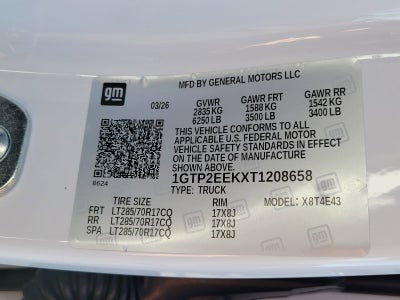 MFD BY GENERAL MOTORS LLC
gm
03/26 GVWR GAWR FRT GAWR RR
2835 KG 1588 KG 1542 KG
6250 LB 3500 LB 3400 LB
THIS VEHICLE CONFORMS TO ALL
APPLICABLE U.S. FEDERAL MOTOR
VEHICLE SAFETY STANDARDS IN EFFECT
ON THE DATE OF MANUFACTURE
SHOWN ABOVE.
1GTP2EEKXT1208658
8624
TYPE: TRUCK
TIRE SIZE RIM MODEL: X8T4E43
FRT LT285/70R17CQ 17X8J
RR LT285/70R17CQ 17X8J
SPA LT285/70R17CQ 17X8J